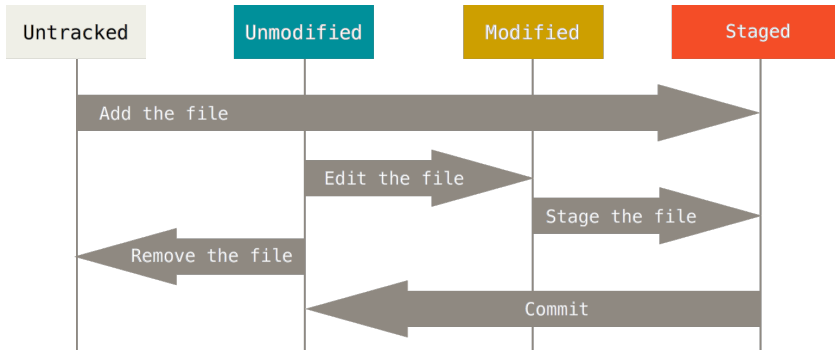 Untracked
Unmodified
Modified
Staged
Add the file
Edit the file
Stage the file
Remove the file
Commit